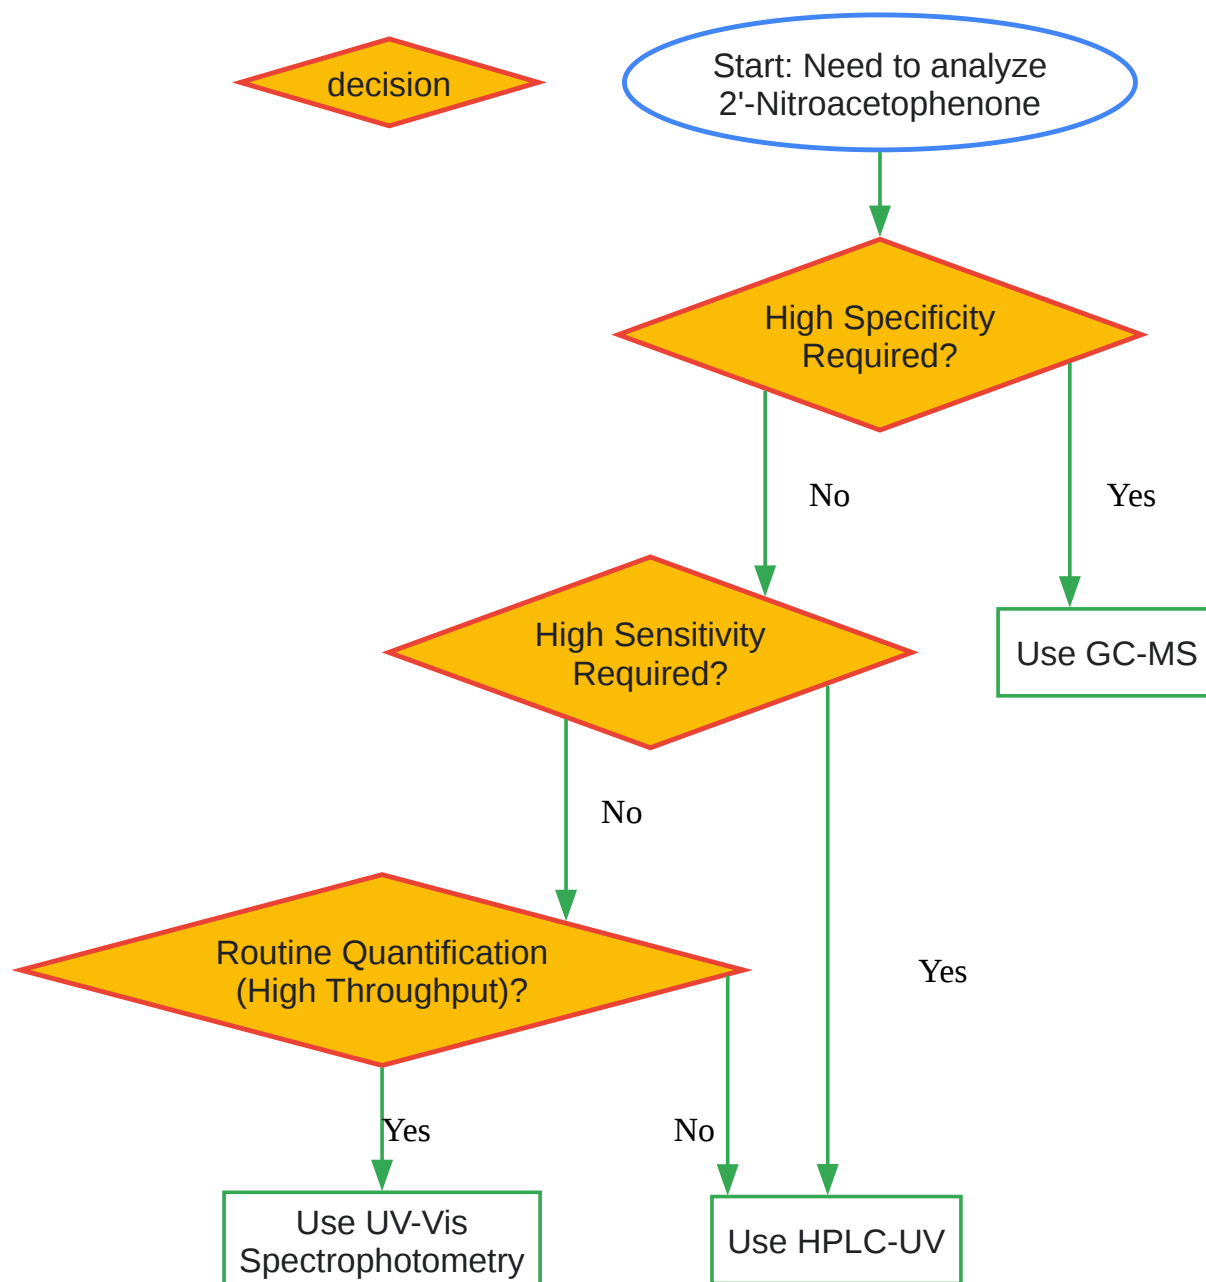 decision
Start: Need to analyze
2'-Nitroacetophenone
High Specificity
Required?
No
Yes
High Sensitivity
Required?
Use GC-MS
No
Routine Quantification
(High Throughput)?
Yes
Yes
No
Use UV-Vis
Spectrophotometry
Use HPLC-UV